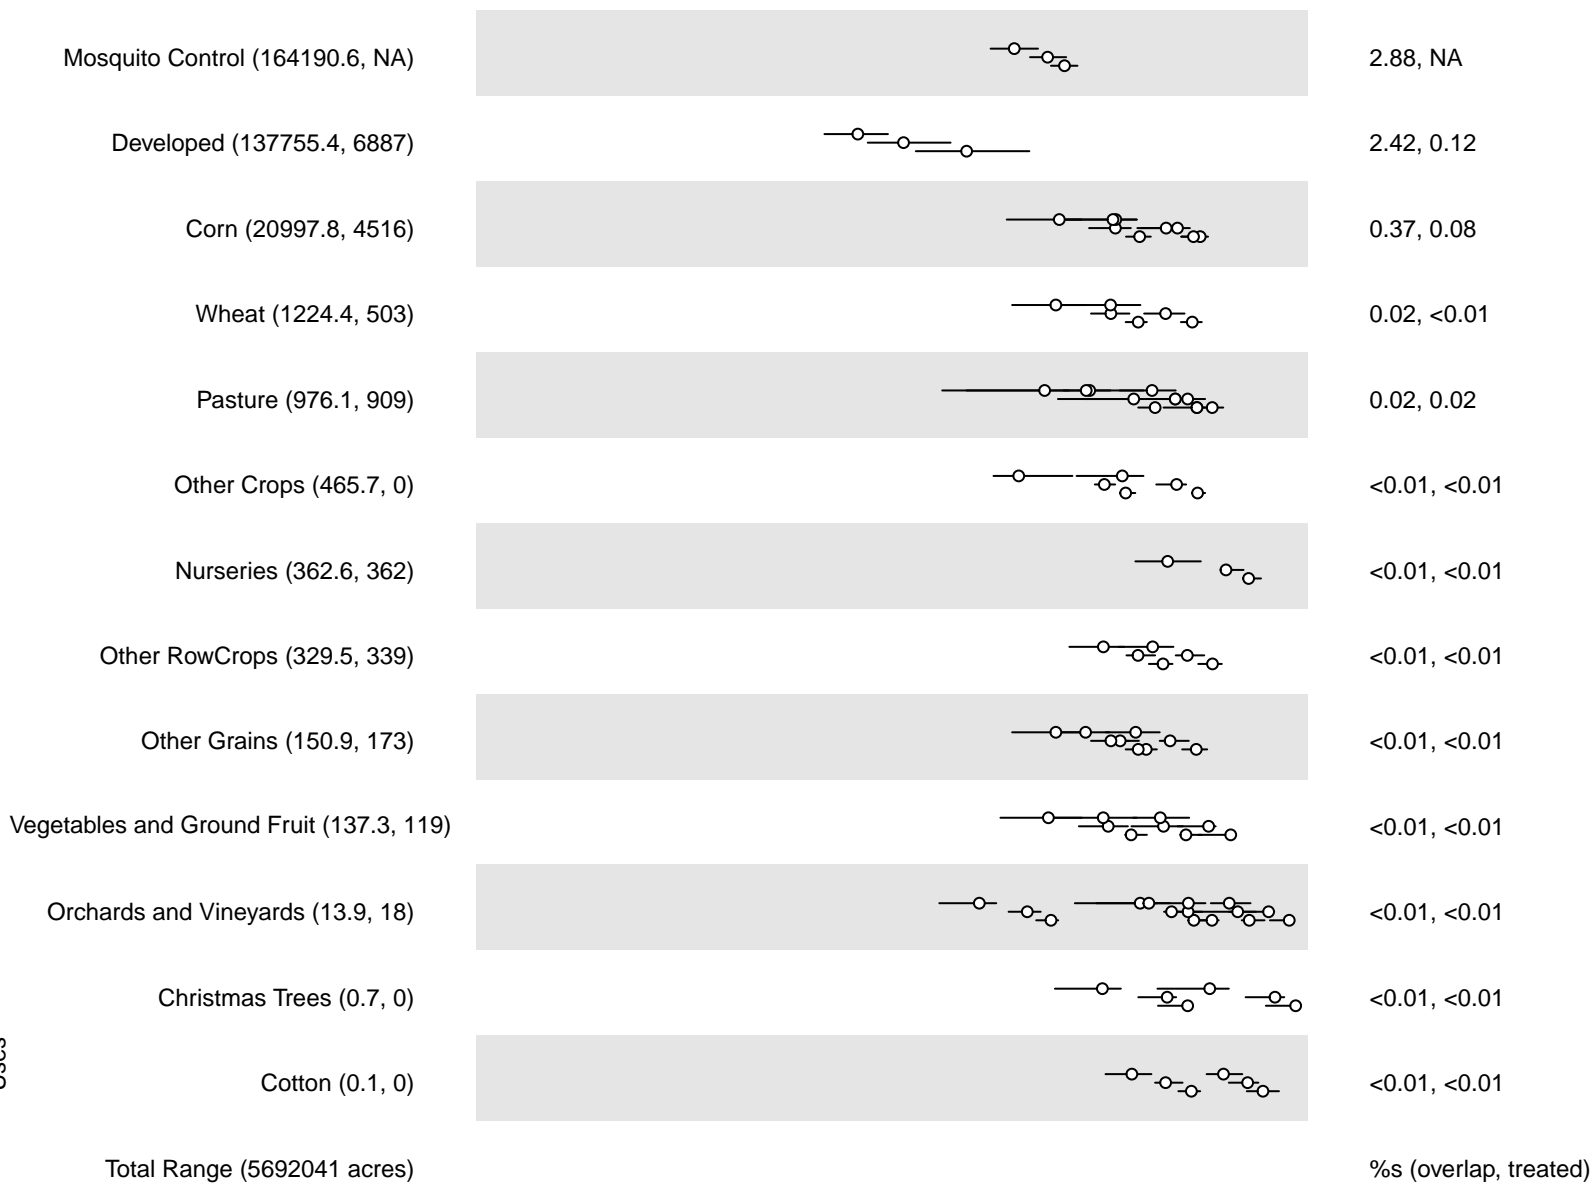 Mosquito Control (164190.6, NA) 2.88, NA
Developed (137755.4, 6887) 2.42, 0.12
Corn (20997.8, 4516) 0.37, 0.08
Wheat (1224.4, 503) 0.02, <0.01
Pasture (976.1, 909) 0.02, 0.02
Other Crops (465.7, 0) <0.01, <0.01
Nurseries (362.6, 362) <0.01, <0.01
Other RowCrops (329.5, 339) <0.01, <0.01
Other Grains (150.9, 173) <0.01, <0.01
Vegetables and Ground Fruit (137.3, 119) <0.01, <0.01
Orchards and Vineyards (13.9, 18) <0.01, <0.01
Christmas Trees (0.7, 0) <0.01, <0.01
Cotton (0.1, 0) <0.01, <0.01
Total Range (5692041 acres) %s (overlap, treated)